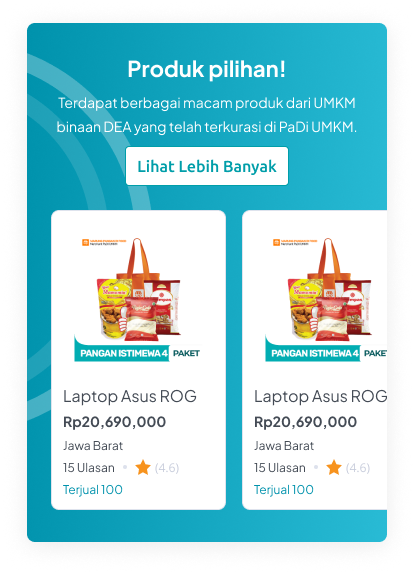 Produk pilihan!
Terdapat berbagai macam produk dari UMKM
binaan DEA yang telah terkurasi di PaDi UMKM.
Lihat Lebih Banyak
PANGAN ISTIMEWA 4 PAKET
Laptop Asus ROG
Rp20,690,000
Jawa Barat
15 Ulasan • (4.6)
Terjual 100
PANGAN ISTIMEWA 4 PAKE
Laptop Asus ROG
Rp20,690,000
Jawa Barat
15 Ulasan • (4.6)
Terjual 100